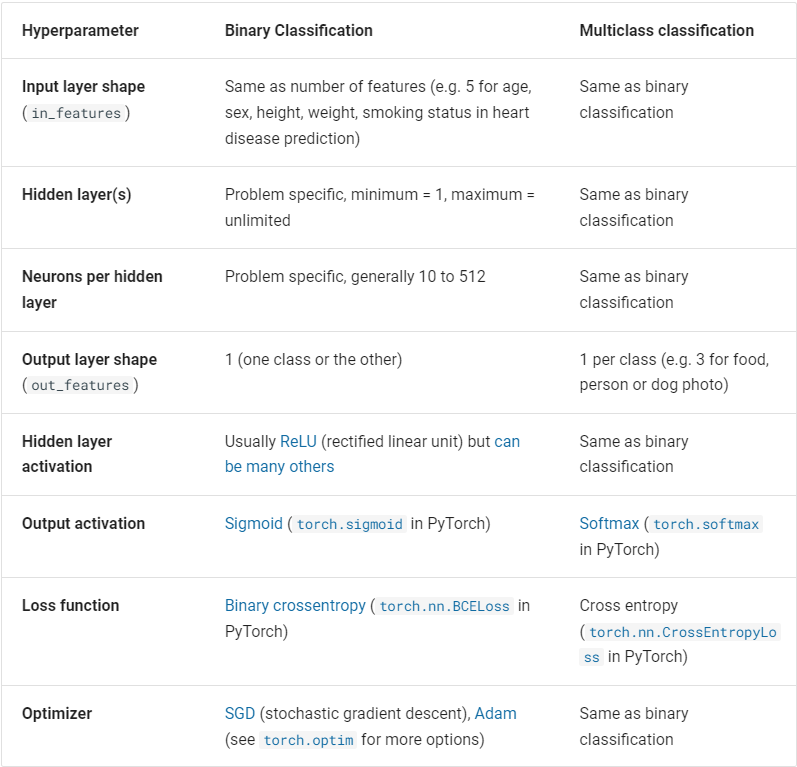 Hyperparameter Binary Classification Multiclass classification
Input layer shape Same as number of features (e.g. 5 for age, Same as binary
(in_features) sex, height, weight, smoking status in heart classification
disease prediction)
Hidden layer(s) Problem specific, minimum = 1, maximum = Same as binary
unlimited classification
Neurons per hidden Problem specific, generally 10 to 512 Same as binary
layer classification
Output layer shape 1 (one class or the other) 1 per class (e.g. 3 for food,
(out_features) person or dog photo)
Hidden layer Usually ReLU (rectified linear unit) but can Same as binary
activation be many others classification
Output activation Sigmoid (torch.sigmoid in PyTorch) Softmax (torch.softmax
in PyTorch)
Loss function Binary crossentropy (torch.nn.BCELoss in Cross entropy
PyTorch) (torch.nn.CrossEntropyLo
ss in PyTorch)
Optimizer SGD (stochastic gradient descent), Adam Same as binary
(see torch.optim for more options) classification